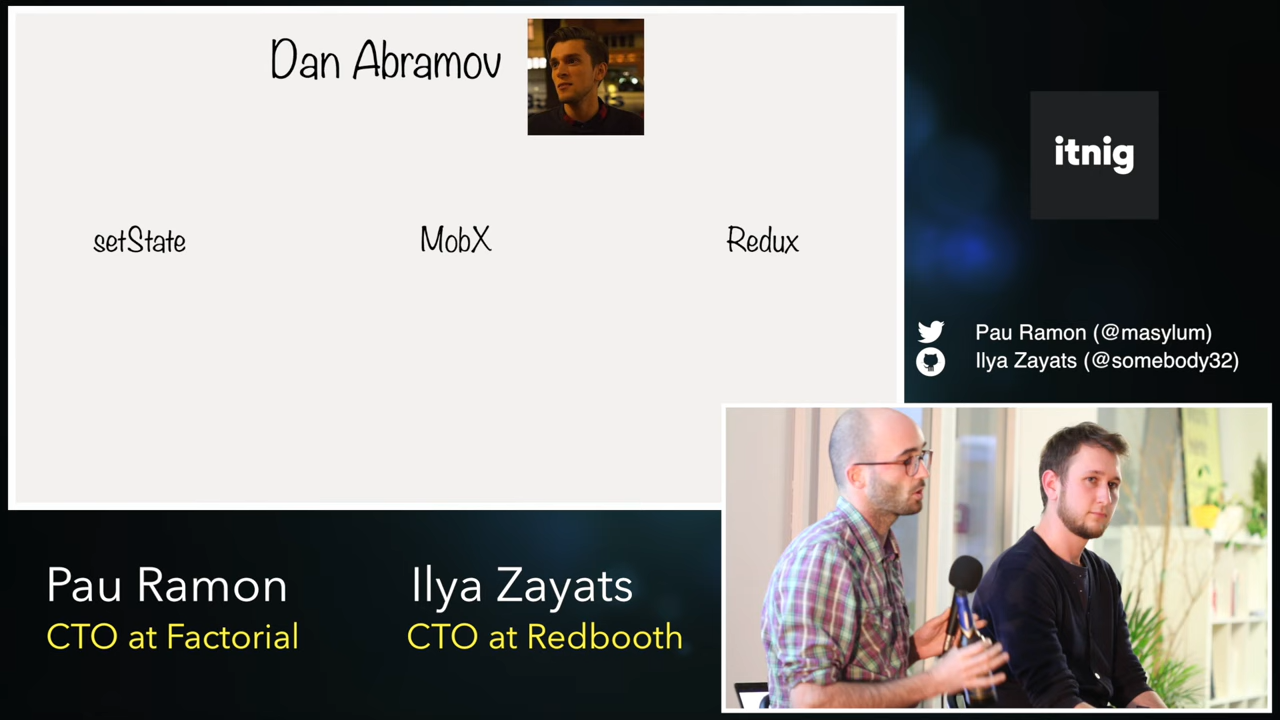 Dan Abramov
setState
MobX
Redux
itnig
Pau Ramon (@masylum)
Ilya Zayats (@somebody32)
Pau Ramon
CTO at Factorial
Ilya Zayats
CTO at Redbooth